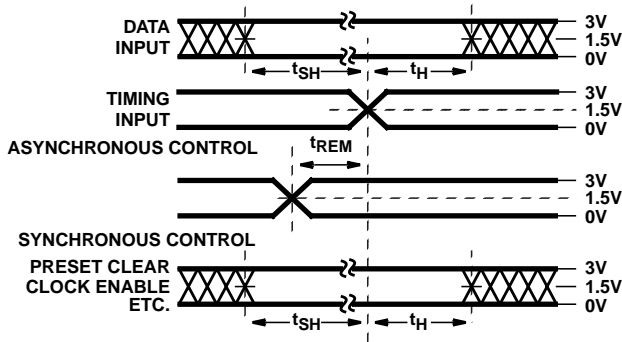 DATA
INPUT
3V
1.5V
0V
tSH
tH
TIMING
INPUT
3V
1.5V
0V
ASYNCHRONOUS CONTROL
tREM
3V
1.5V
0V
SYNCHRONOUS CONTROL
PRESET CLEAR
CLOCK ENABLE
ETC.
3V
1.5V
0V
tSH
tH